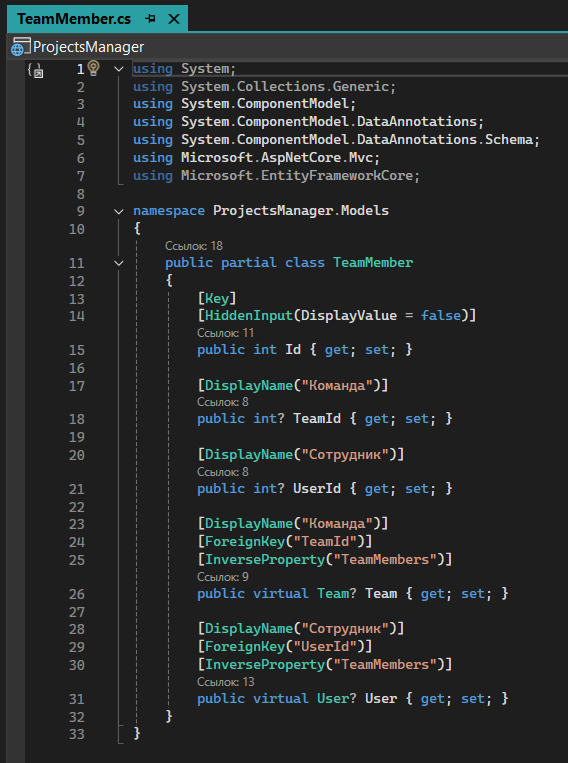 TeamMember.cs
ProjectsManager
1 using System;
2 using System.Collections.Generic;
3 using System.ComponentModel;
4 using System.ComponentModel.DataAnnotations;
5 using System.ComponentModel.DataAnnotations.Schema;
6 using Microsoft.AspNetCore.Mvc;
7 using Microsoft.EntityFrameworkCore;
8
9 namespace ProjectsManager.Models
10 {
Ссылок: 18
11 public partial class TeamMember
12 {
13 [Key]
14 [HiddenInput(DisplayValue = false)]
Ссылок: 11
15 public int Id { get; set; }
16
17 [DisplayName("Команда")]
Ссылок: 8
18 public int? TeamId { get; set; }
19
20 [DisplayName("Сотрудник")]
Ссылок: 8
21 public int? UserId { get; set; }
22
23 [DisplayName("Команда")]
24 [ForeignKey("TeamId")]
25 [InverseProperty("TeamMembers")]
Ссылок: 9
26 public virtual Team? Team { get; set; }
27
28 [DisplayName("Сотрудник")]
29 [ForeignKey("UserId")]
30 [InverseProperty("TeamMembers")]
Ссылок: 13
31 public virtual User? User { get; set; }
32 }
33 }